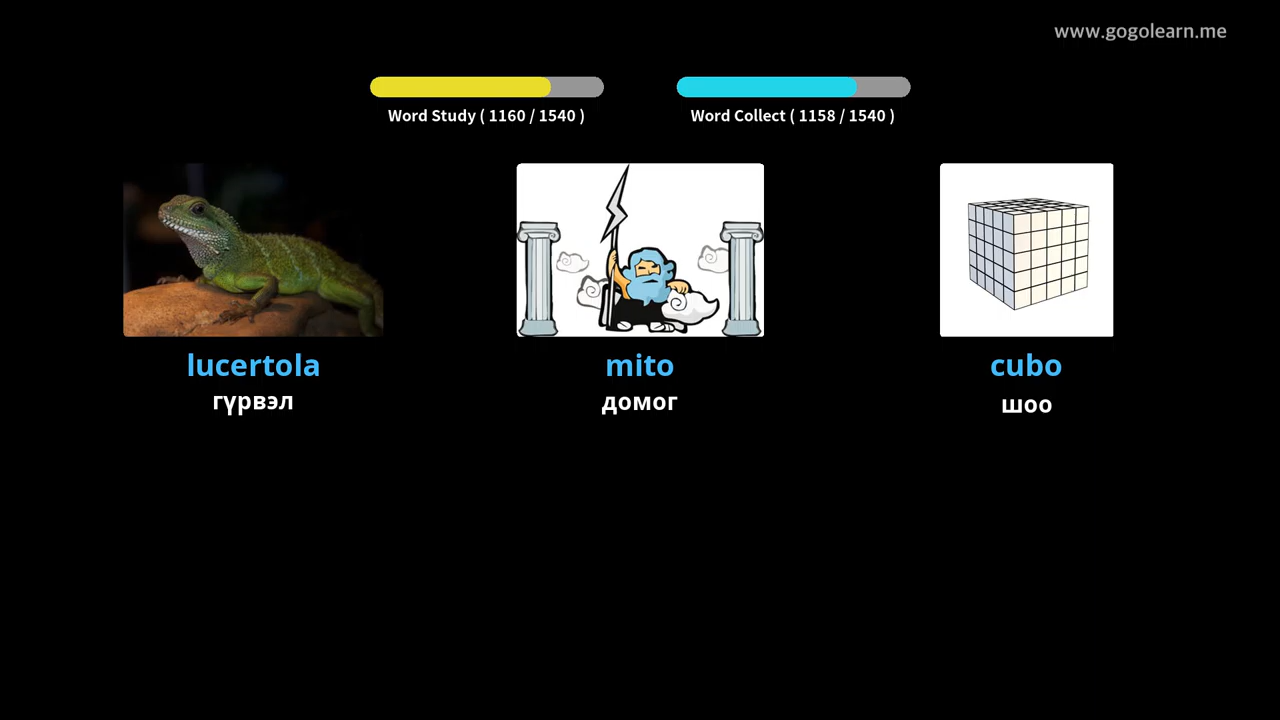 www.gogolearn.me
Word Study ( 1160 / 1540 )
Word Collect ( 1158 / 1540 )
lucertola
mito
cubo
гүрвэл
домог
шоо